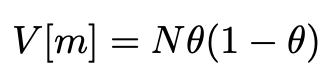 V[m] = Nθ(1 − θ)